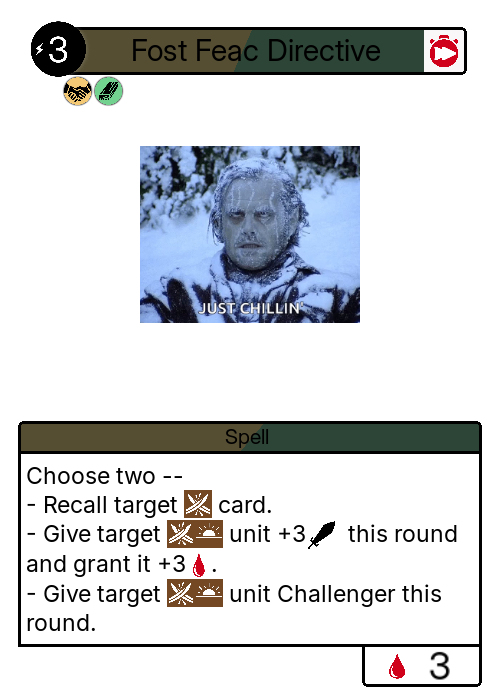 3
Fost Feac Directive
JUST CHILLIN'
Spell
Choose two --
- Recall target card.
- Give target unit +3 this round
and grant it +3 .
- Give target unit Challenger this
round.
3